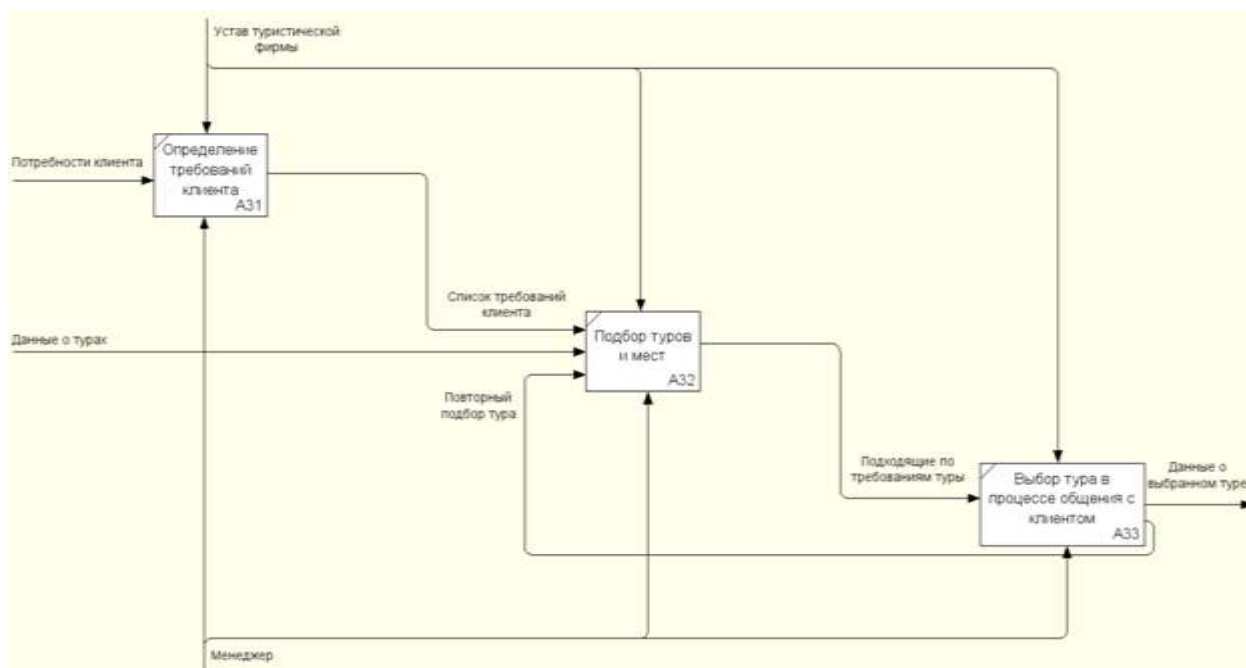 Устав туристической
фирмы
Потребности клиента
Определение
требований
клиента
А31
Список требований
клиента
Данные о турах
Подбор туров
и мест
А32
Повторный
подбор тура
Подходящие по
требованиям туры
Выбор тура в
процессе общения с
клиентом
А33
Данные о
выбранном туре
Менеджер